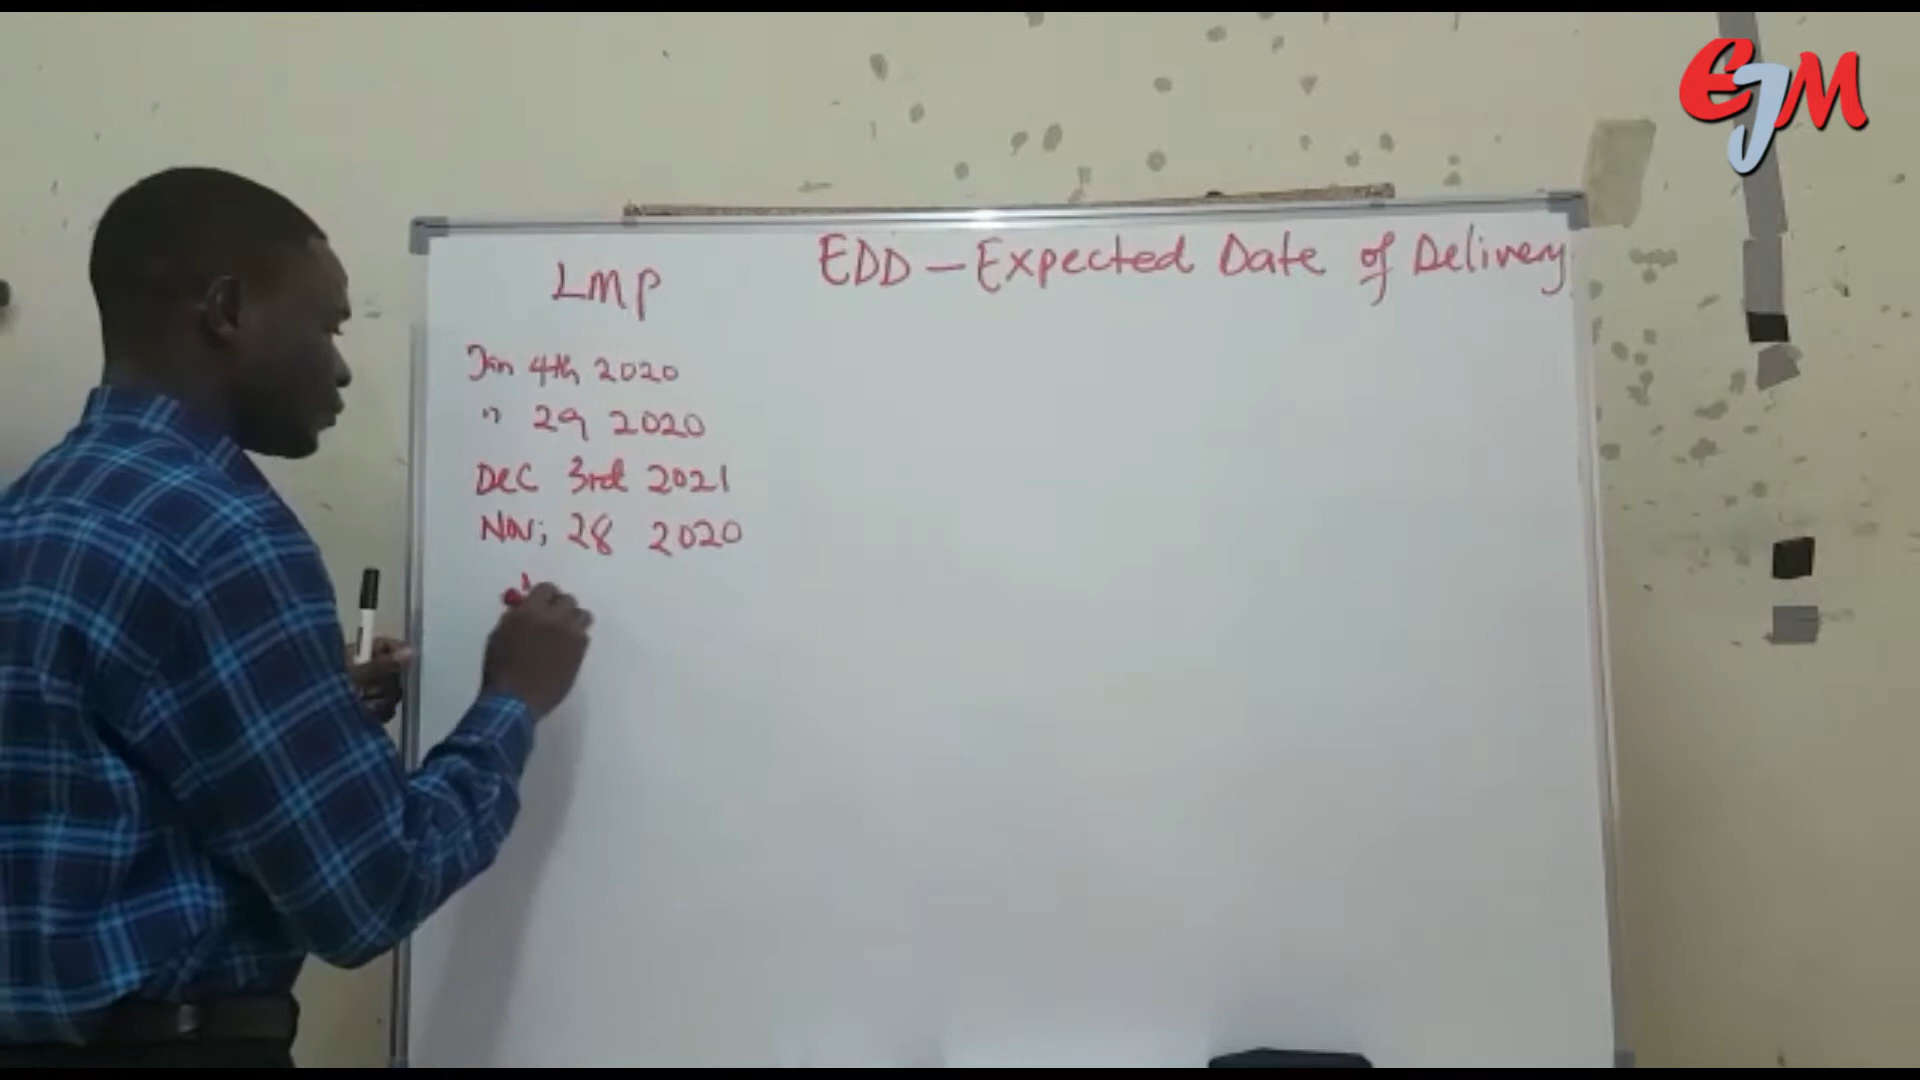 EJM
EDD - Expected Date of Delivery
LMP
Jan 4th 2020
" 29 2020
Dec 3rd 2021
Nov; 28 2020